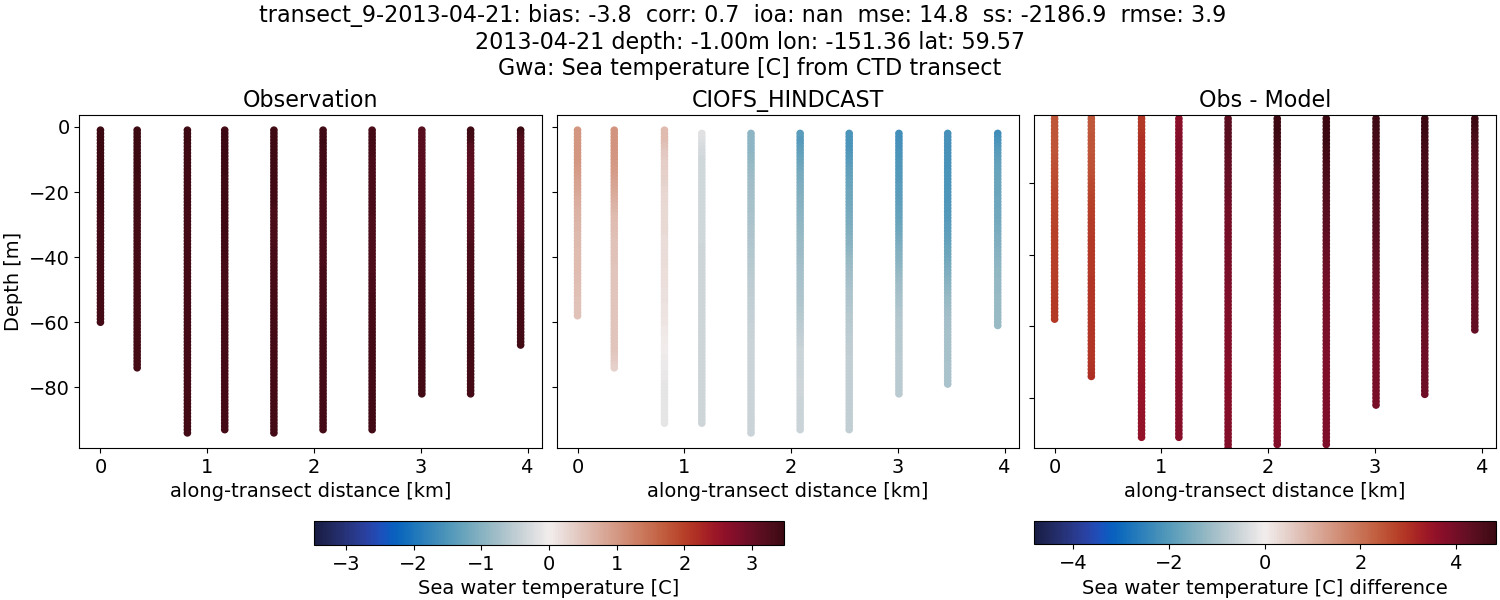 transect_9-2013-04-21: bias: -3.8  corr: 0.7  ioa: nan  mse: 14.8  ss: -2186.9  rmse: 3.9
2013-04-21 depth: -1.00m lon: -151.36 lat: 59.57
Gwa: Sea temperature [C] from CTD transect
Observation
CIOFS_HINDCAST
Obs - Model
Depth [m]
0
−20
−40
−60
−80
0 1 2 3 4
0 1 2 3 4
0 1 2 3 4
along-transect distance [km]
along-transect distance [km]
along-transect distance [km]
−3 −2 −1 0 1 2 3
−4 −2 0 2 4
Sea water temperature [C]
Sea water temperature [C] difference